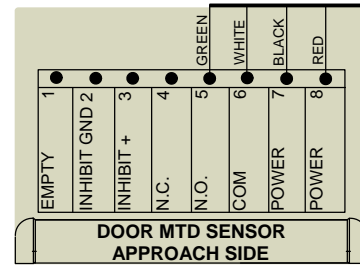 GREEN
WHITE
BLACK
RED
EMPTY 1
INHIBIT GND 2
INHIBIT + 3
N.C. 4
N.O. 5
COM 6
POWER 7
POWER 8
DOOR MTD SENSOR
APPROACH SIDE